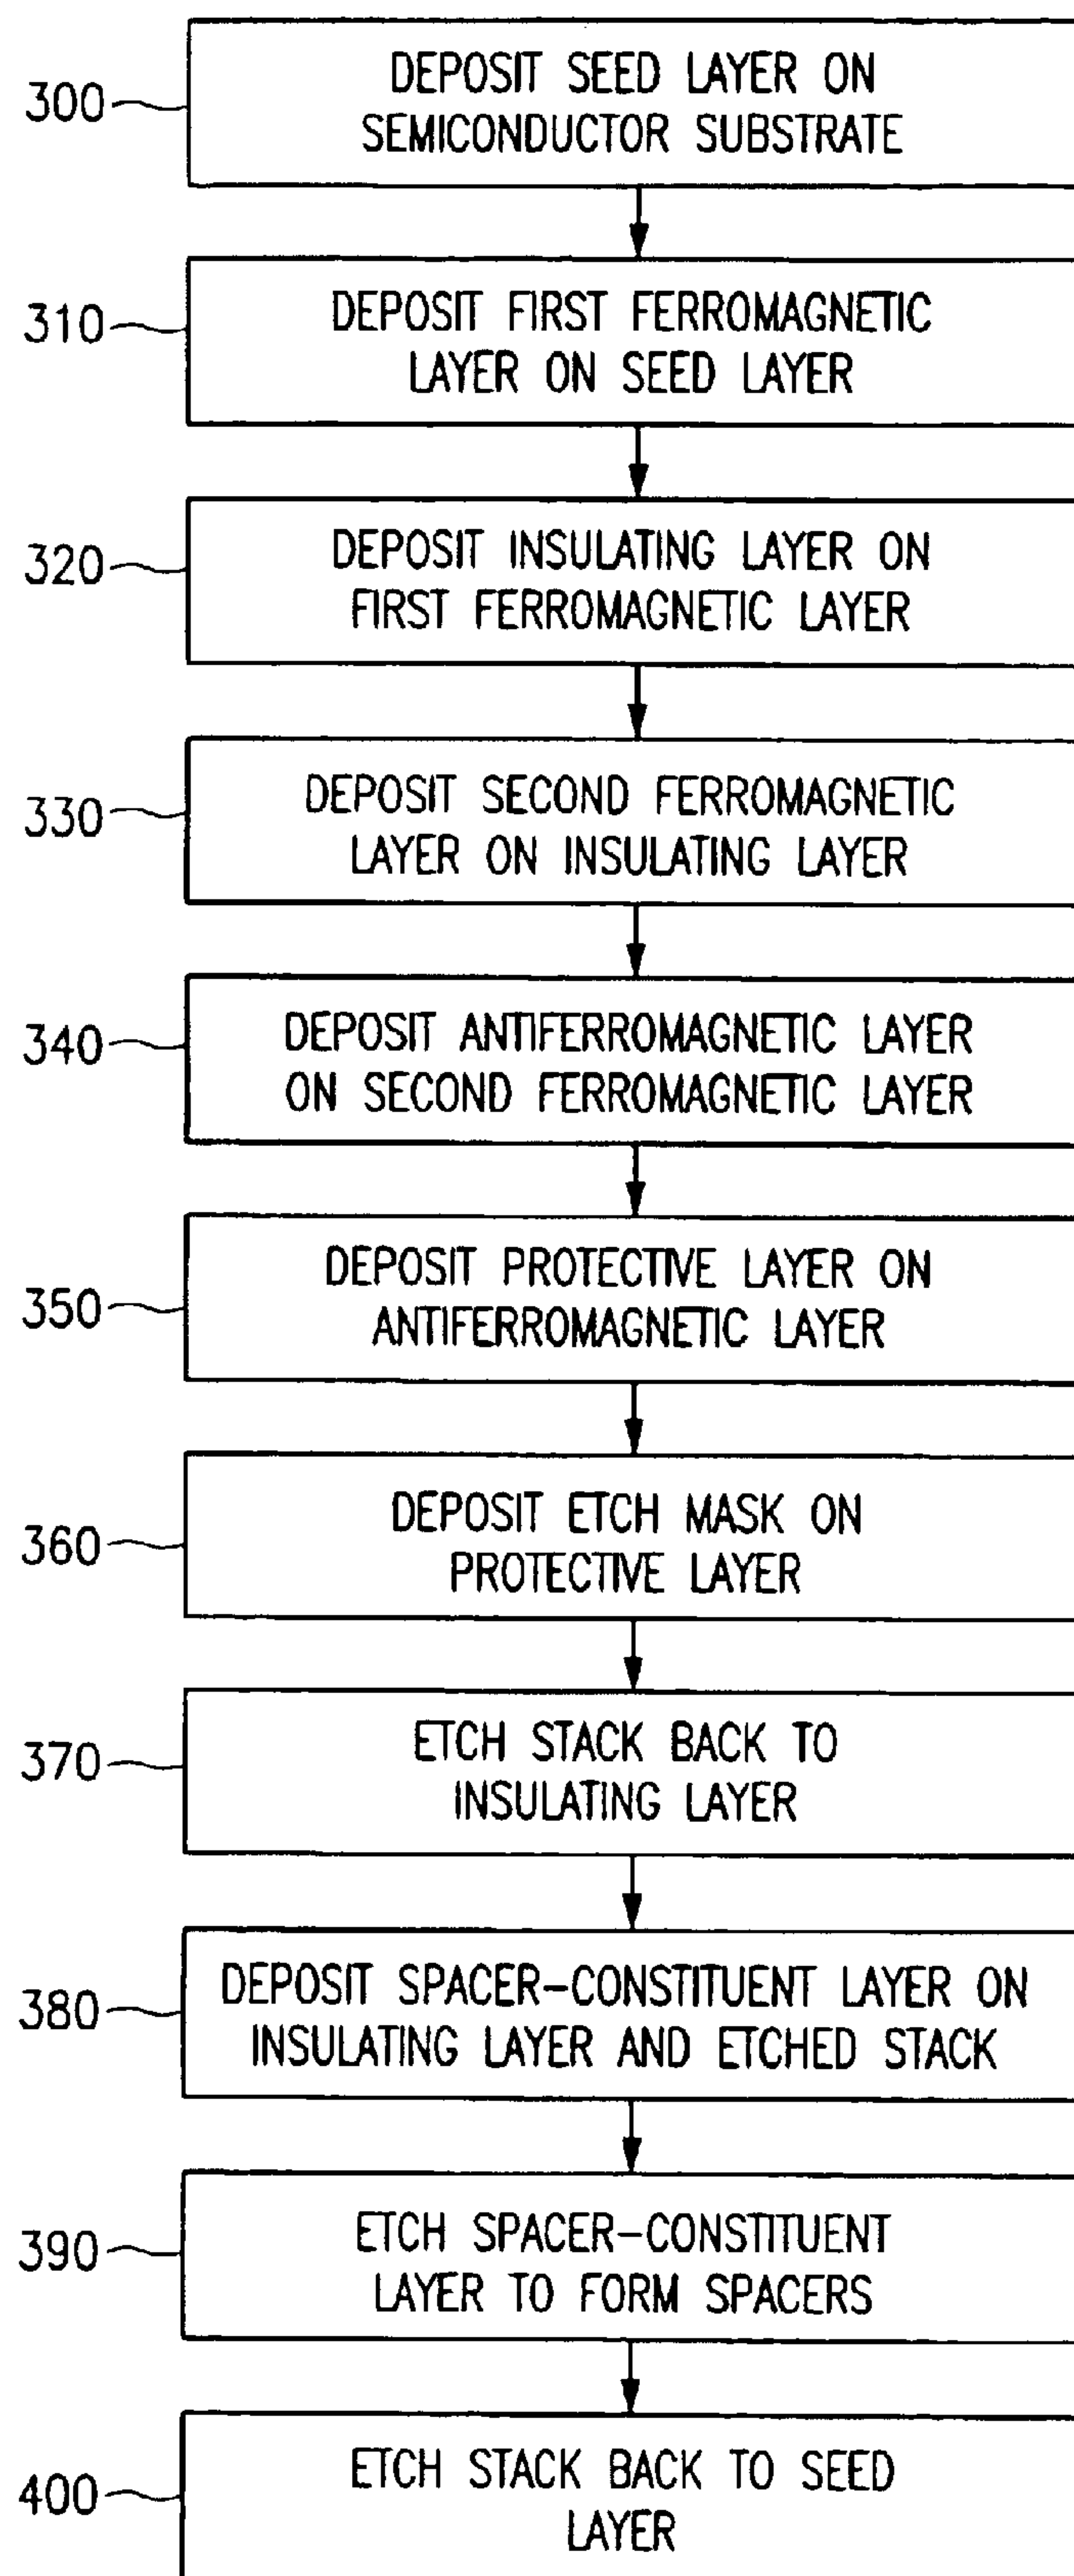 300
DEPOSIT SEED LAYER ON
SEMICONDUCTOR SUBSTRATE
310
DEPOSIT FIRST FERROMAGNETIC
LAYER ON SEED LAYER
320
DEPOSIT INSULATING LAYER ON
FIRST FERROMAGNETIC LAYER
330
DEPOSIT SECOND FERROMAGNETIC
LAYER ON INSULATING LAYER
340
DEPOSIT ANTIFERROMAGNETIC LAYER
ON SECOND FERROMAGNETIC LAYER
350
DEPOSIT PROTECTIVE LAYER ON
ANTIFERROMAGNETIC LAYER
360
DEPOSIT ETCH MASK ON
PROTECTIVE LAYER
370
ETCH STACK BACK TO
INSULATING LAYER
380
DEPOSIT SPACER-CONSTITUENT LAYER ON
INSULATING LAYER AND ETCHED STACK
390
ETCH SPACER-CONSTITUENT
LAYER TO FORM SPACERS
400
ETCH STACK BACK TO SEED
LAYER